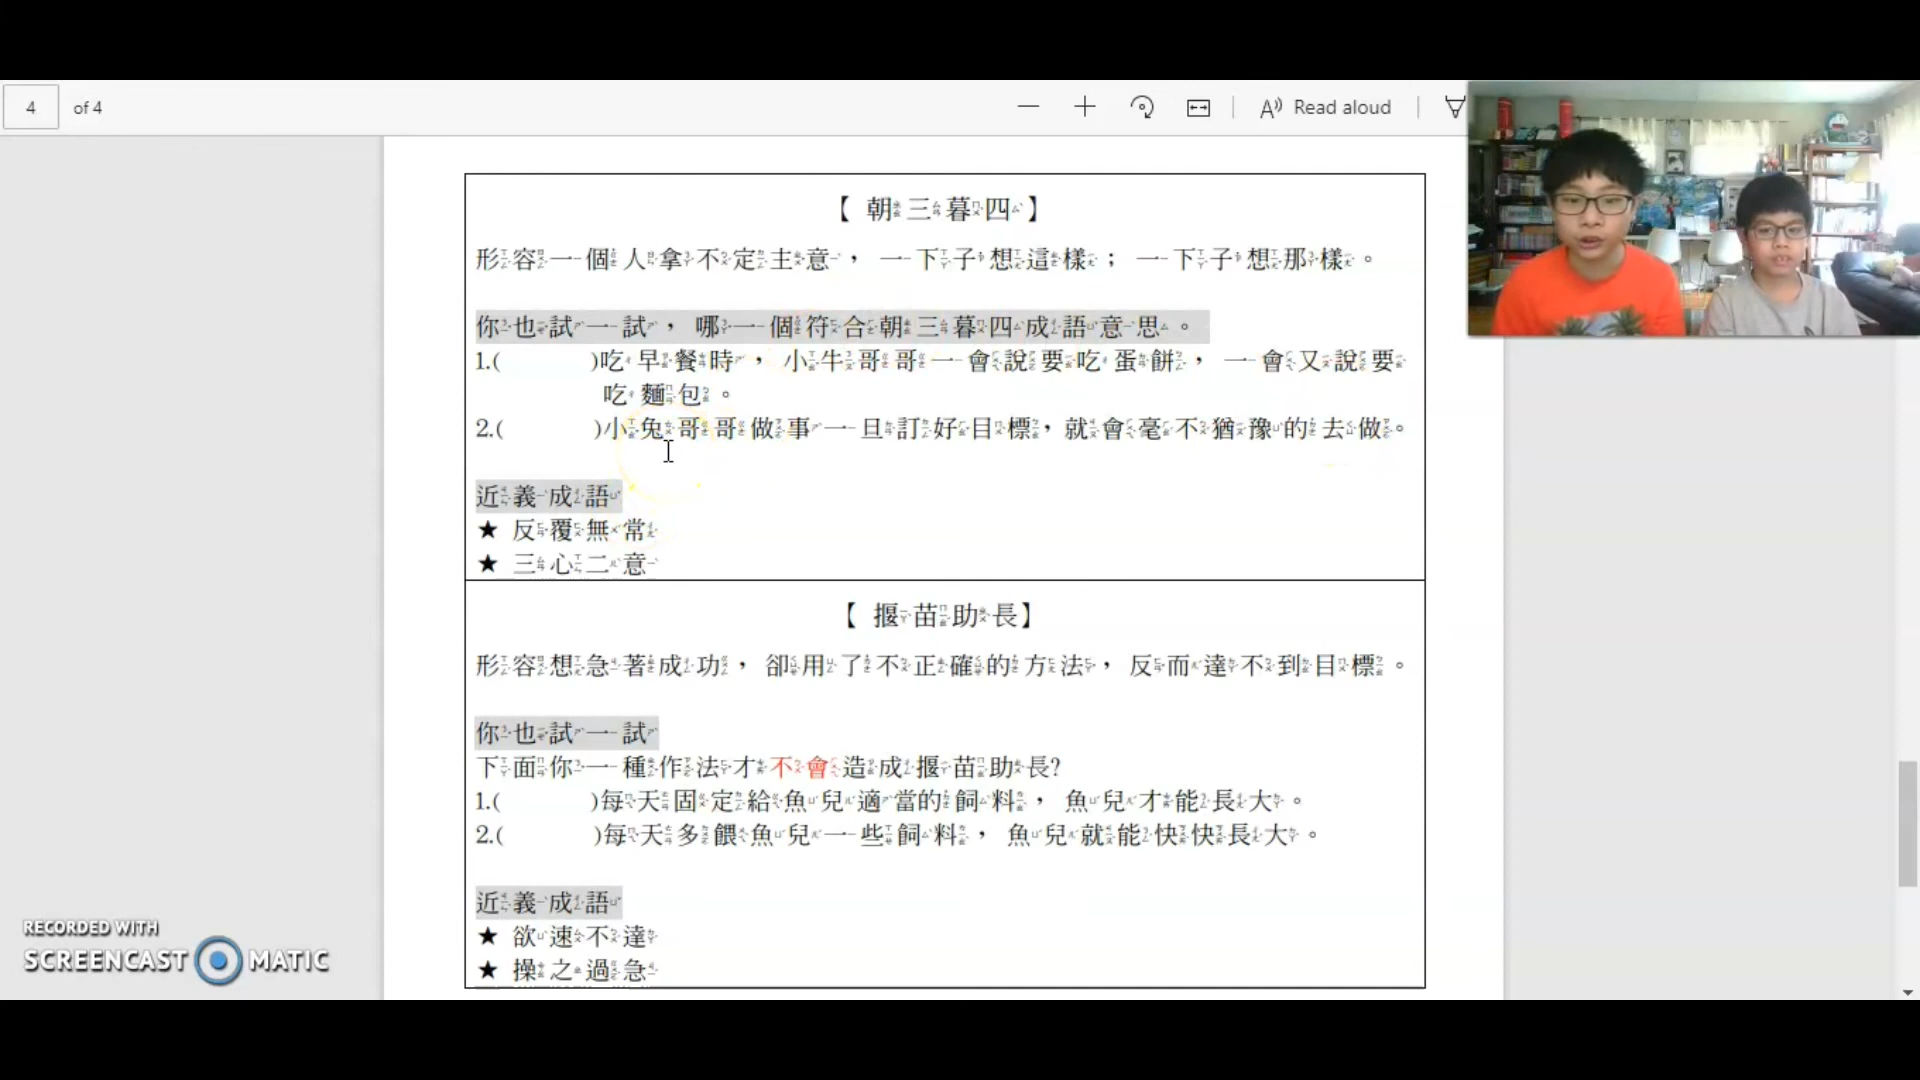 4 of 4
Read aloud
【 朝三暮四】
形容一個人拿不定主意, 一下子想這樣; 一下子想那樣。
你也試一試, 哪一個符合朝三暮四成語意思。
1.( )吃早餐時, 小牛哥哥一會說要吃蛋餅, 一會又說要
吃麵包。
2.( )小兔哥哥做事一旦訂好目標, 就會毫不猶豫的去做。
近義成語
★ 反覆無常
★ 三心二意
【 揠苗助長】
形容想急著成功, 卻用了不正確的方法, 反而達不到目標。
你也試一試
下面你一種作法才不會造成揠苗助長?
1.( )每天固定給魚兒適當的飼料, 魚兒才能長大。
2.( )每天多餵魚兒一些飼料, 魚兒就能快快長大。
近義成語
★ 欲速不達
★ 操之過急
RECORDED WITH
SCREENCAST MATIC